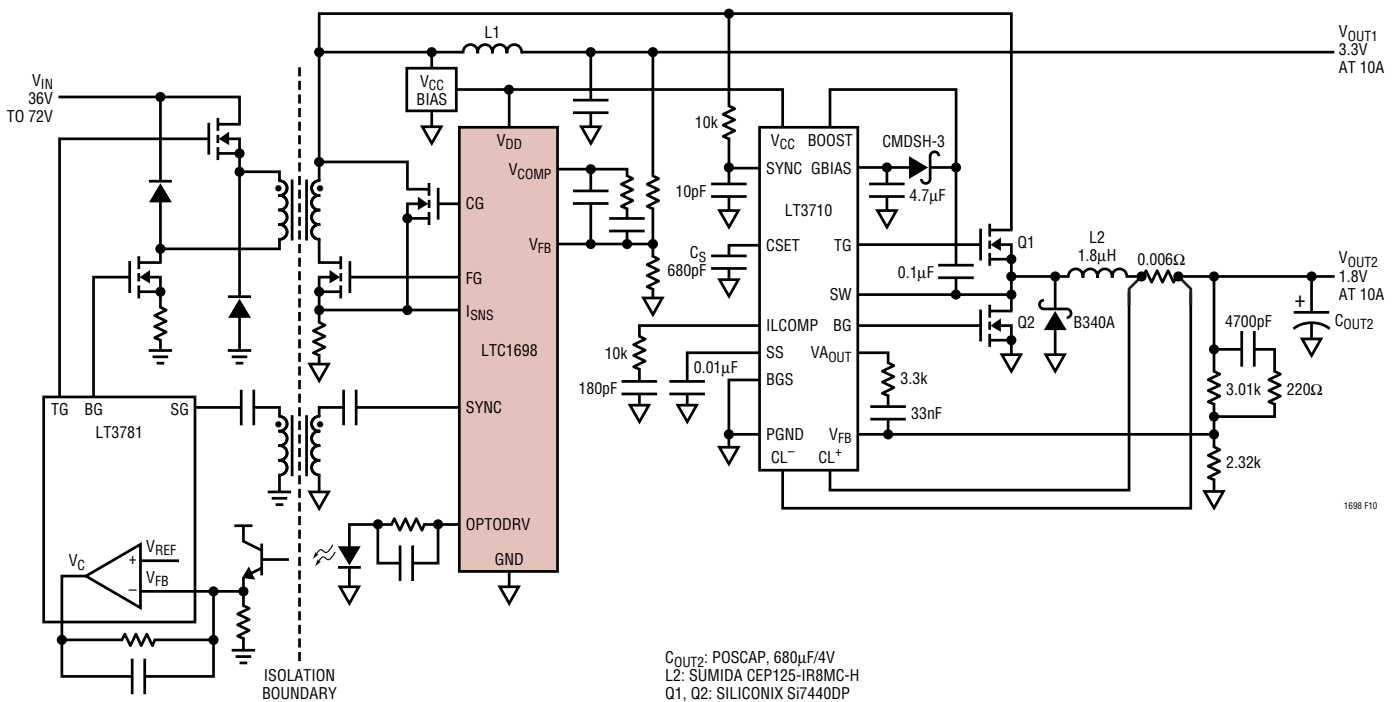 L1
VOUT1
3.3V
AT 10A
VIN
36V
TO 72V
VCC
BIAS
10k
VDD
VCOMP
CG
VFB
FG
ISNS
LTC1698
SYNC
OPTODRV
GND
VCC
BOOST
CMDSH-3
SYNC
GBIAS
10pF
4.7µF
LT3710
CSET
TG
Q1
L2
1.8µH
0.006Ω
VOUT2
1.8V
AT 10A
CS
680pF
0.1µF
SW
ILCOMP
BG
Q2
B340A
4700pF
+
COUT2
10k
SS
VAOUT
0.01µF
180pF
BGS
3.3k
3.01k
220Ω
33nF
PGND
VFB
CL–
CL+
2.32k
TG
BG
SG
LT3781
VC
+
VREF
–
VFB
ISOLATION
BOUNDARY
1698 F10
COUT2: POSCAP, 680µF/4V
L2: SUMIDA CEP125-IR8MC-H
Q1, Q2: SILICONIX Si7440DP